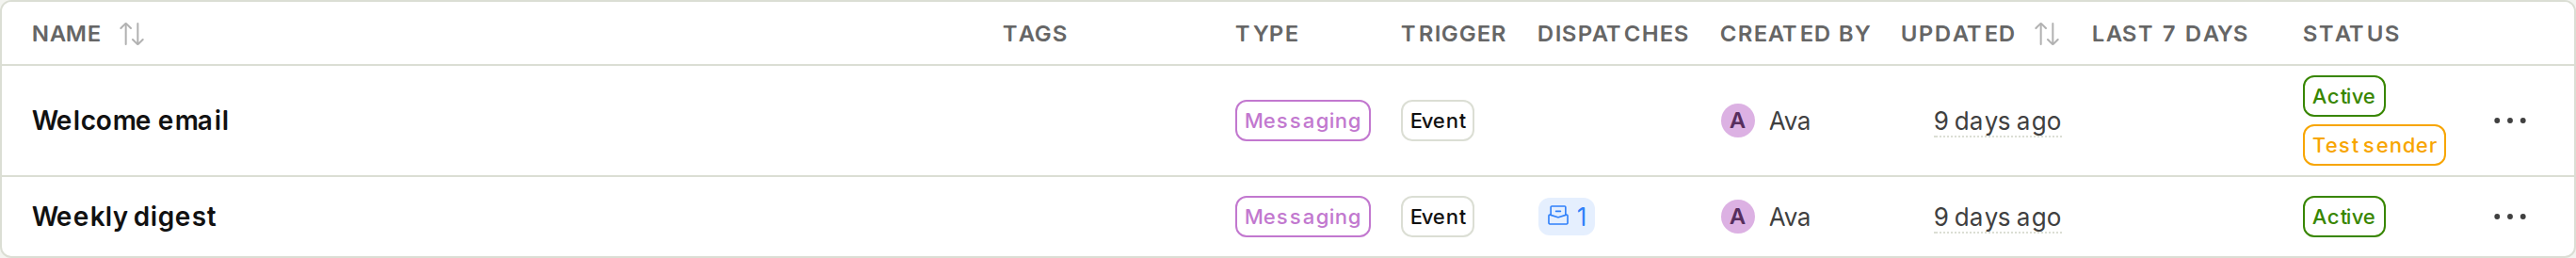 NAME TAGS TYPE TRIGGER DISPATCHES CREATED BY UPDATED LAST 7 DAYS STATUS
Welcome email Messaging Event A Ava 9 days ago Active
Test sender
Weekly digest Messaging Event 1 A Ava 9 days ago Active